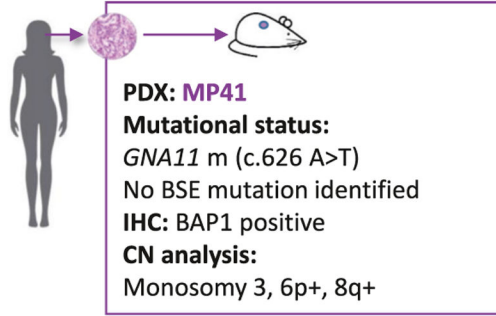 PDX: MP41
Mutational status:
GNA11 m (c.626 A>T)
No BSE mutation identified
IHC: BAP1 positive
CN analysis:
Monosomy 3, 6p+, 8q+